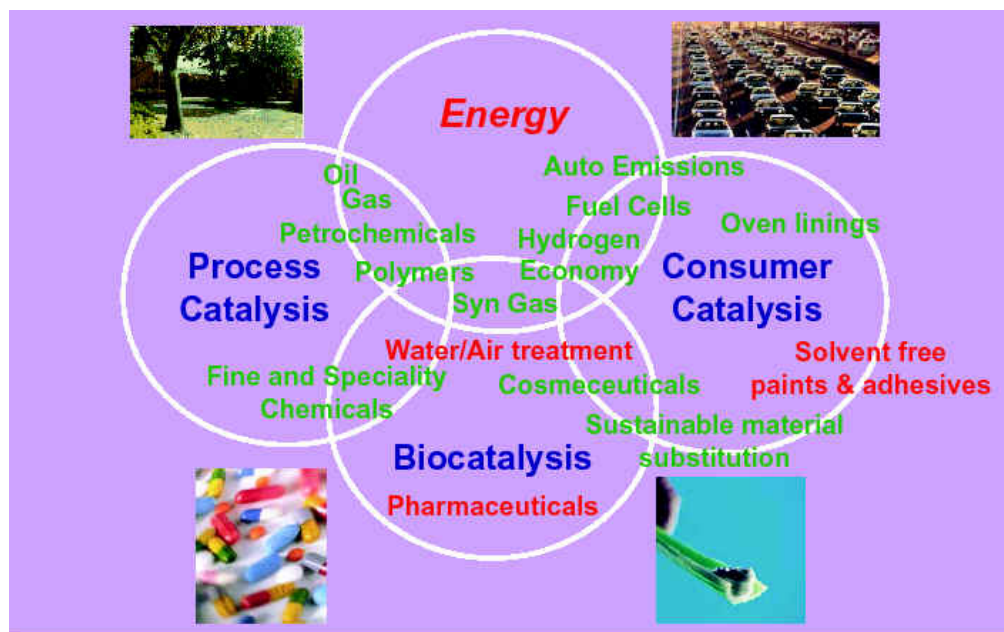 Energy
Auto Emissions
Oil
Gas
Fuel Cells
Oven linings
Petrochemicals
Hydrogen
Economy
Process
Catalysis
Polymers
Consumer
Catalysis
Syn Gas
Water/Air treatment
Solvent free
paints & adhesives
Fine and Speciality
Chemicals
Cosmeceuticals
Sustainable material
substitution
Biocatalysis
Pharmaceuticals